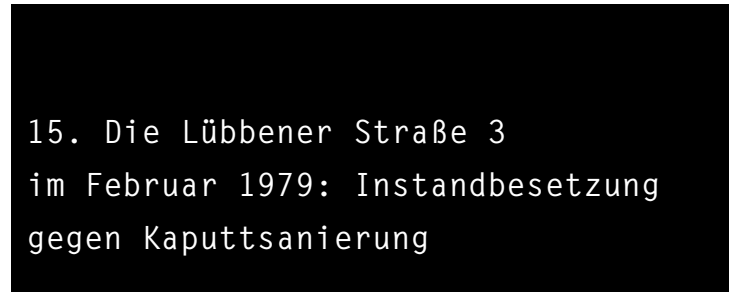 15. Die Lübbener Straße 3
im Februar 1979: Instandbesetzung
gegen Kaputtsanierung